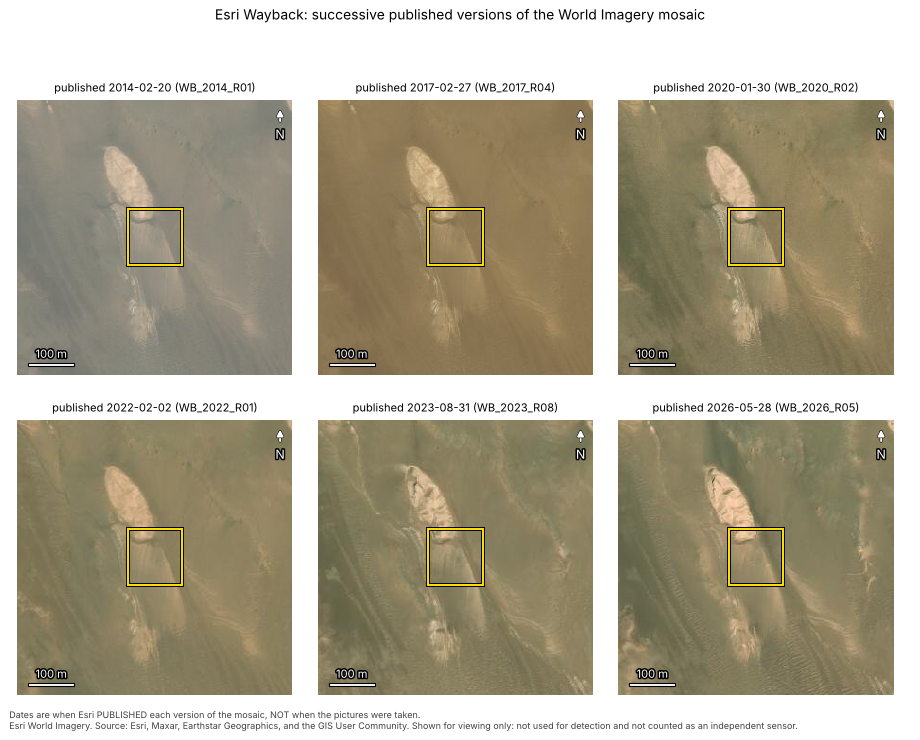 Esri Wayback: successive published versions of the World Imagery mosaic
published 2014-02-20 (WB_2014_R01)
published 2017-02-27 (WB_2017_R04)
published 2020-01-30 (WB_2020_R02)
N
N
N
100 m
100 m
100 m
published 2022-02-02 (WB_2022_R01)
published 2023-08-31 (WB_2023_R08)
published 2026-05-28 (WB_2026_R05)
N
N
N
100 m
100 m
100 m
Dates are when Esri PUBLISHED each version of the mosaic, NOT when the pictures were taken.
Esri World Imagery. Source: Esri, Maxar, Earthstar Geographics, and the GIS User Community. Shown for viewing only: not used for detection and not counted as an independent sensor.